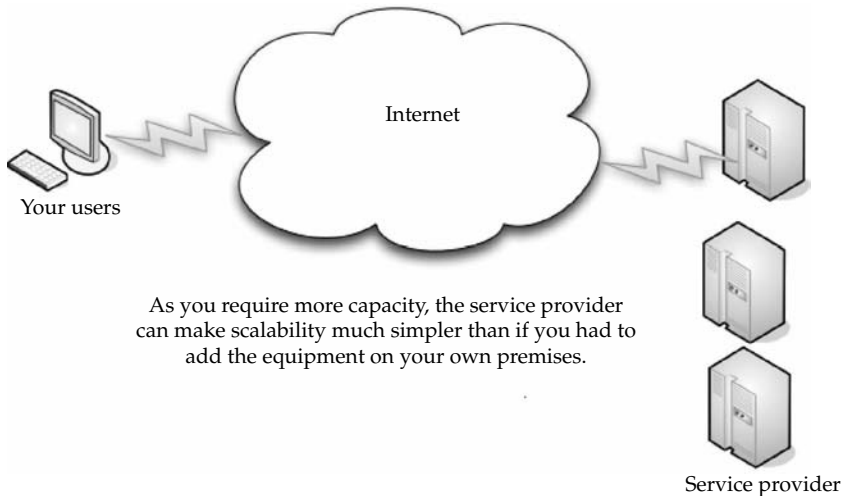 Internet
Your users
As you require more capacity, the service provider
can make scalability much simpler than if you had to
add the equipment on your own premises.
Service provider